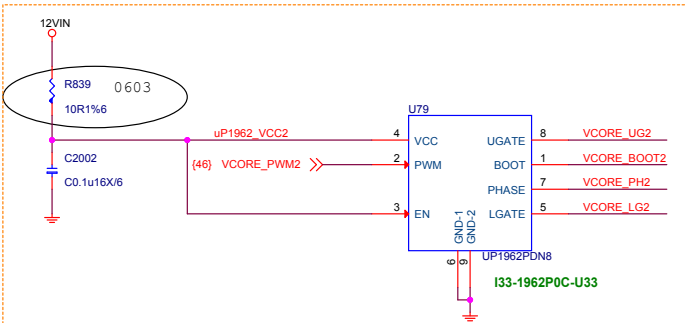 12VIN
R839 0603
10R1%6
U79
uP1962_VCC2 4 VCC UGATE 8 VCORE_UG2
{46} VCORE_PWM2 2 PWM BOOT 1 VCORE_BOOT2
C2002
PHASE 7 VCORE_PH2
C0.1u16X/6
3 EN LGATE 5 VCORE_LG2
GND-1
GND-2
6
9
UP1962PDN8
I33-1962P0C-U33